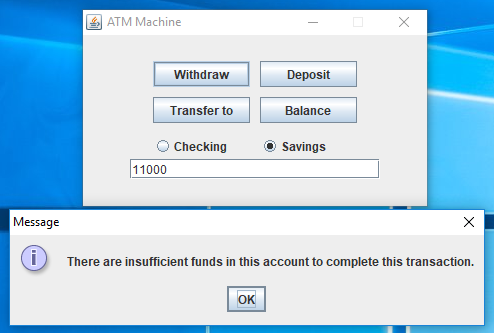 ATM Machine
Withdraw Deposit
Transfer to Balance
Checking Savings
11000
Message
There are insufficient funds in this account to complete this transaction.
OK